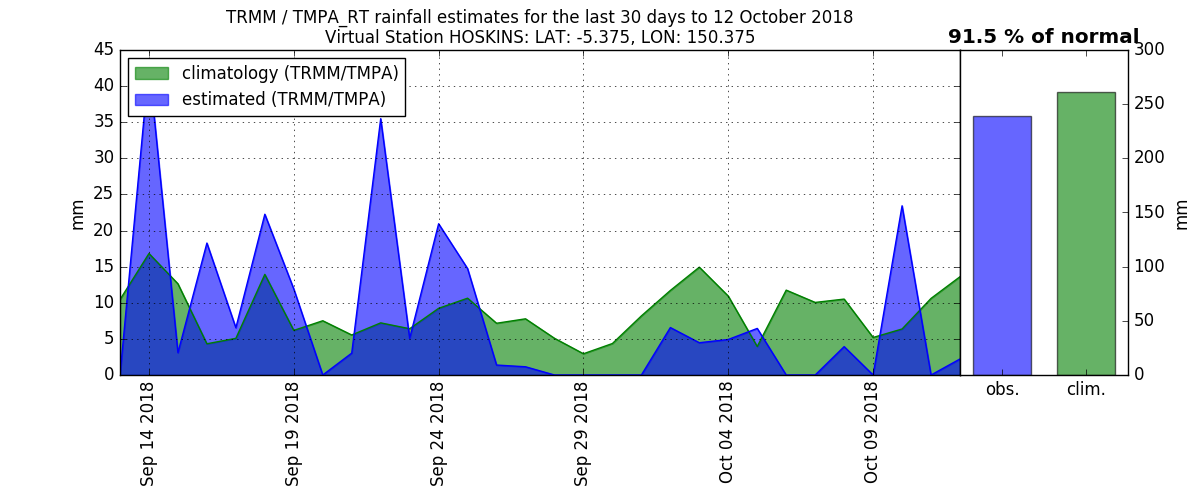 TRMM / TMPA_RT rainfall estimates for the last 30 days to 12 October 2018
Virtual Station HOSKINS: LAT: -5.375, LON: 150.375
91.5 % of normal
climatology (TRMM/TMPA)
estimated (TRMM/TMPA)
45
40
35
30
25
20
15
10
5
0
mm
Sep 14 2018
Sep 19 2018
Sep 24 2018
Sep 29 2018
Oct 04 2018
Oct 09 2018
300
250
200
150
100
50
0
mm
obs.
clim.